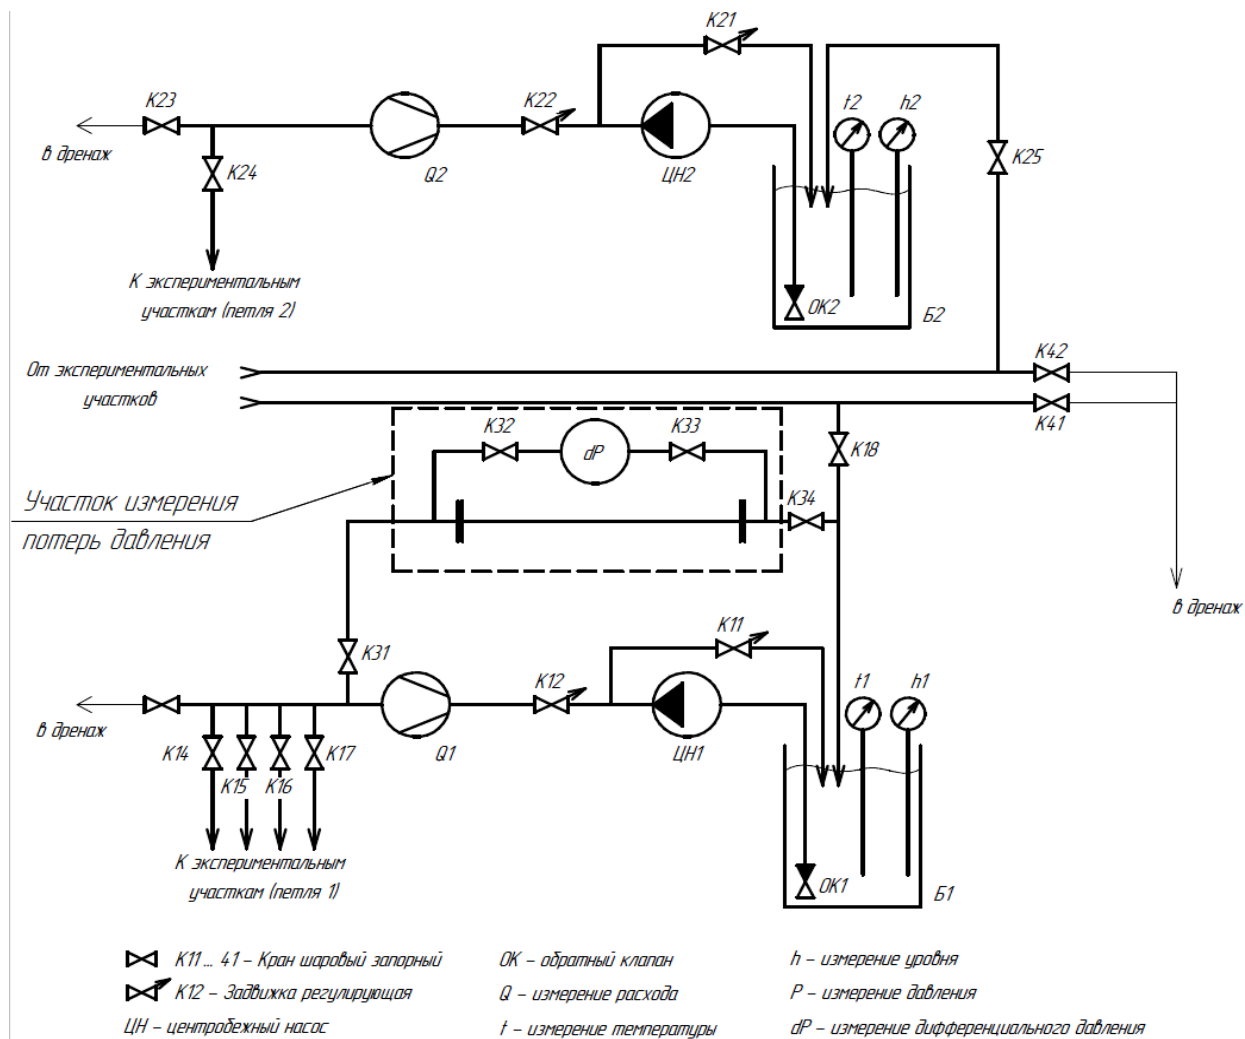 К21
К23
К22
t2
h2
в дренаж
К24
Q2
ЦН2
К25
К экспериментальным
участкам (петля 2)
ОК2
Б2
От экспериментальных
участков
К42
К41
К32
dP
К33
К18
Участок измерения
потерь давления
К34
в дренаж
К31
К11
К12
t1
h1
в дренаж
К14
К15
К16
К17
Q1
ЦН1
К экспериментальным
участкам (петля 1)
ОК1
Б1
К11... 41 – Кран шаровый запорный
К12 – Задвижка регулирующая
ЦН – центробежный насос
ОК – обратный клапан
Q – измерение расхода
t – измерение температуры
h – измерение уровня
P – измерение давления
dP – измерение дифференциального давления